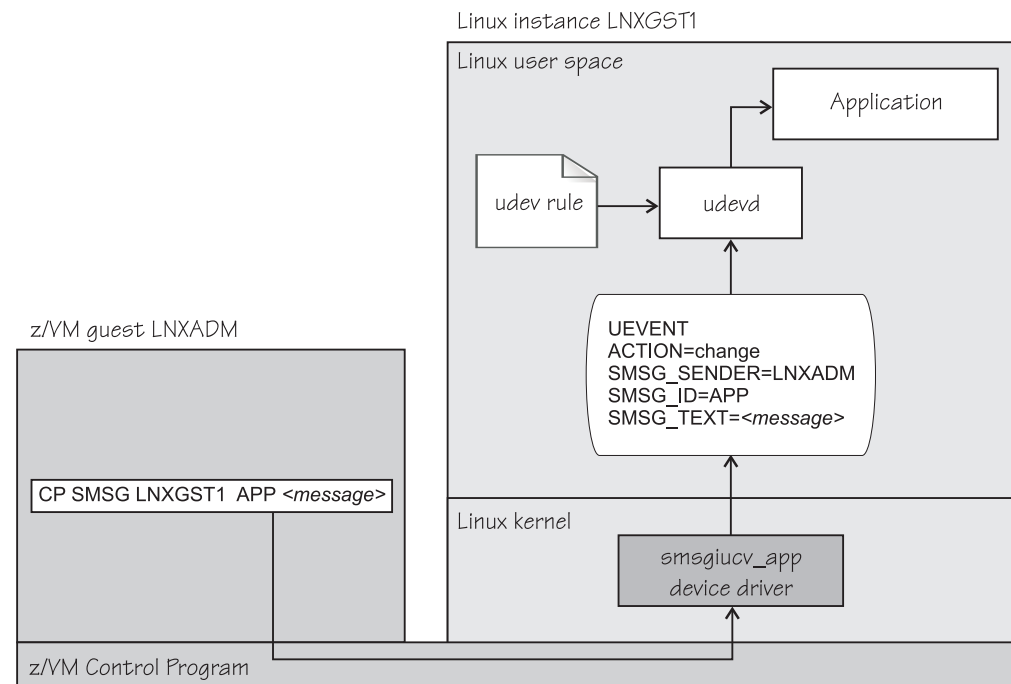 Linux instance LNXGST1
Linux user space
Application
udev rule
udevd
UEVENT
ACTION=change
SMSG_SENDER=LNXADM
SMSG_ID=APP
SMSG_TEXT=<message>
z/VM guest LNXADM
CP SMSG LNXGST1 APP <message>
Linux kernel
smsgiucv_app
device driver
z/VM Control Program